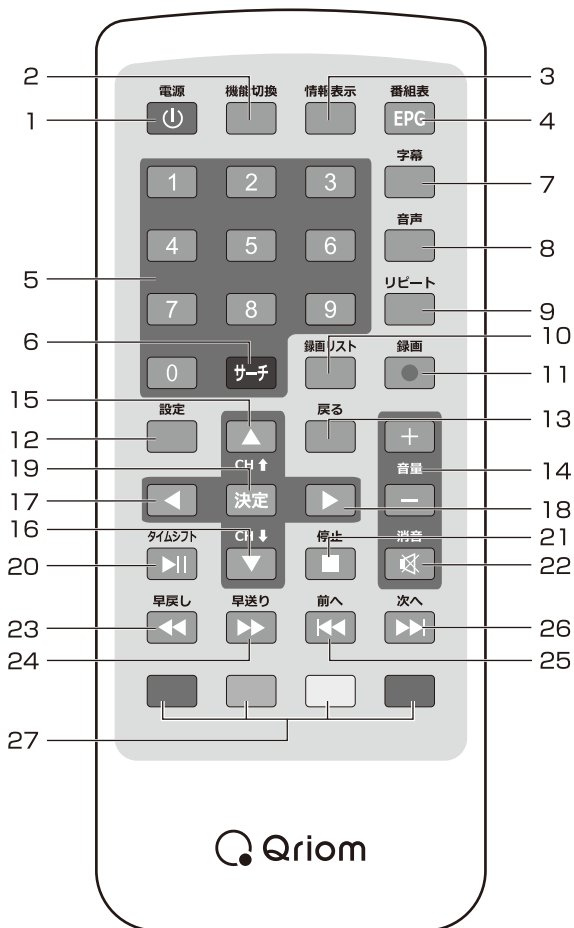 2
3
電源
機能切換
情報表示
番組表
1
EPG
4
字幕
1
2
3
7
音声
4
5
6
8
5
リピート
7
8
9
9
6
10
録画リスト
録画
0
サーチ
11
15
設定
戻る
13
12
+
CH⬆
音量
14
19
17
決定
−
18
16
CH⬇
消音
タイムシフト
停止
21
20
22
早戻し
早送り
前へ
次へ
23
26
24
25
27
Qriom